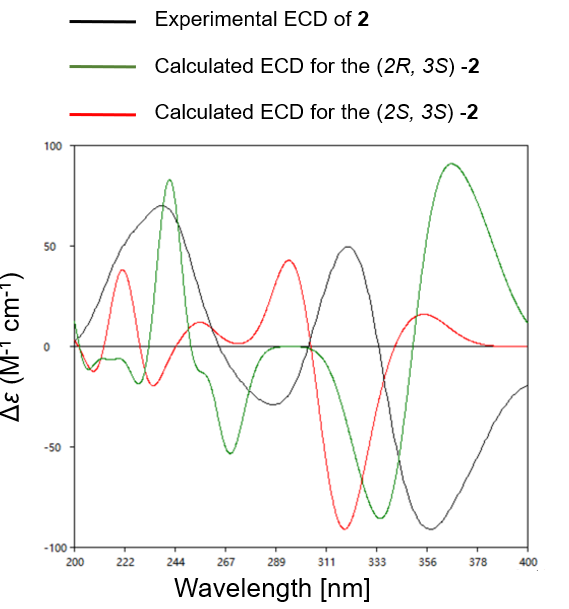 Experimental ECD of 2
Calculated ECD for the (2R, 3S) -2
Calculated ECD for the (2S, 3S) -2
100
50
0
-50
-100
Δε (M-1 cm-1)
200 222 244 267 289 311 333 356 378 400
Wavelength [nm]